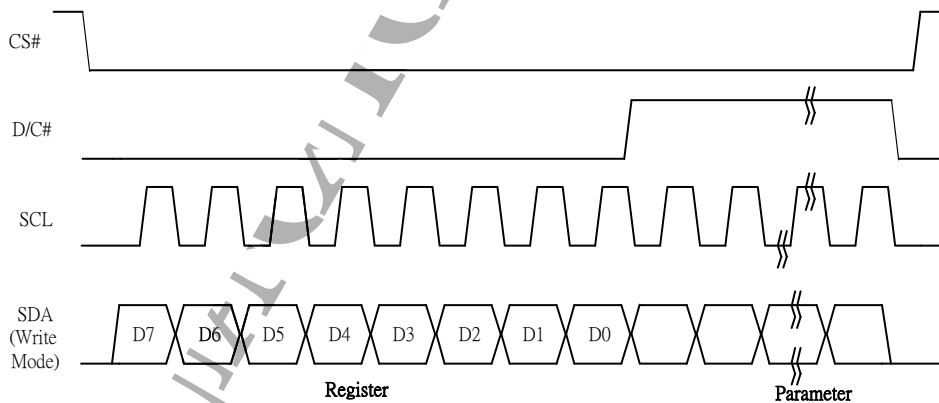 CS#
D/C#
SCL
SDA
(Write
Mode)
D7 D6 D5 D4 D3 D2 D1 D0
Register
Parameter